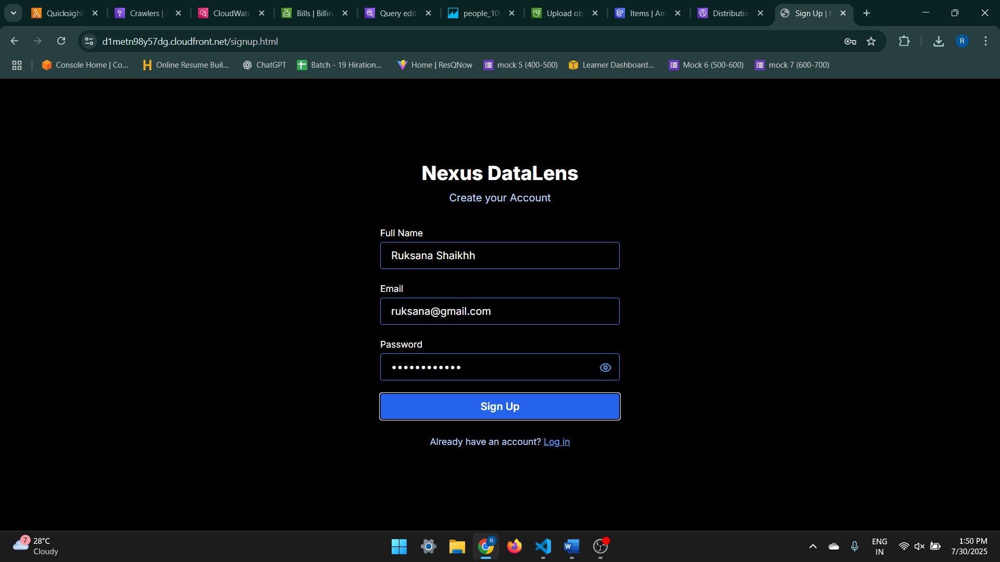 Quicksight
Crawlers | 
CloudWatc
Bills | Billin
Query edit
people_10
Upload ob
Items | Am
Distributio
Sign Up |
d1metn98y57dg.cloudfront.net/signup.html
R
Console Home | Co...
Online Resume Buil...
ChatGPT
Batch - 19 Hiration...
Home | ResQNow
mock 5 (400-500)
Learner Dashboard...
Mock 6 (500-600)
mock 7 (600-700)
Nexus DataLens
Create your Account
Full Name
Ruksana Shaikhh
Email
ruksana@gmail.com
Password
••••••••••••
Sign Up
Already have an account? Log in
7
28°C
Cloudy
R
ENG
IN
1:50 PM
7/30/2025